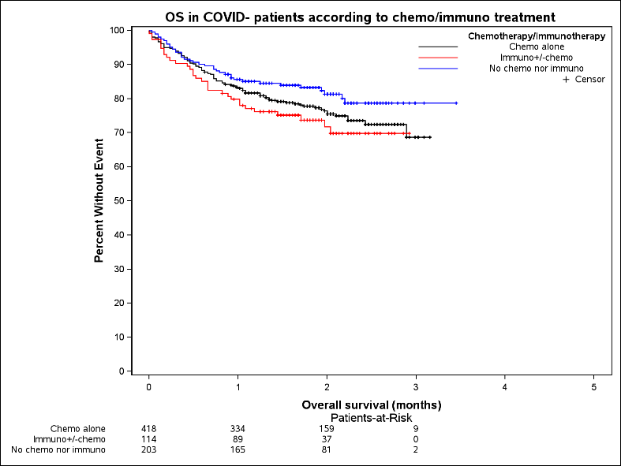 OS in COVID- patients according to chemo/immuno treatment
Chemotherapy/Immunotherapy
Chemo alone
Immuno+/-chemo
No chemo nor immuno
+ Censor
Percent Without Event
100
90
80
70
60
50
40
30
20
10
0
0 1 2 3 4 5
Overall survival (months)
Patients-at-Risk
Chemo alone 418 334 159 9
Immuno+/-chemo 114 89 37 0
No chemo nor immuno 203 165 81 2